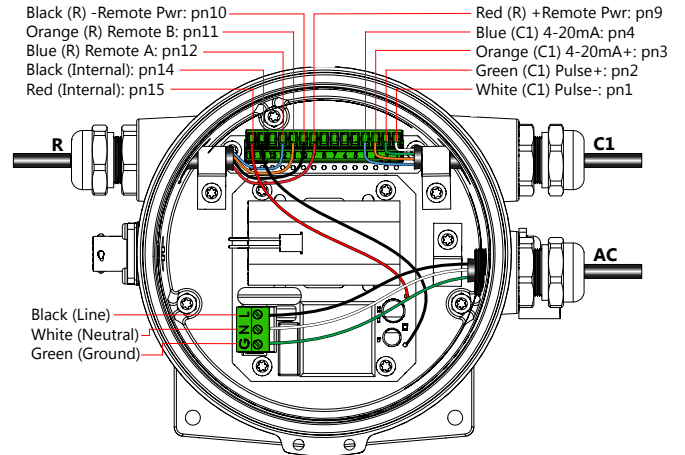 Black (R) -Remote Pwr: pn10
Orange (R) Remote B: pn11
Blue (R) Remote A: pn12
Black (Internal): pn14
Red (Internal): pn15
Red (R) +Remote Pwr: pn9
Blue (C1) 4-20mA: pn4
Orange (C1) 4-20mA+: pn3
Green (C1) Pulse+: pn2
White (C1) Pulse-: pn1
R
C1
AC
Black (Line)
White (Neutral)
Green (Ground)
L
N
G